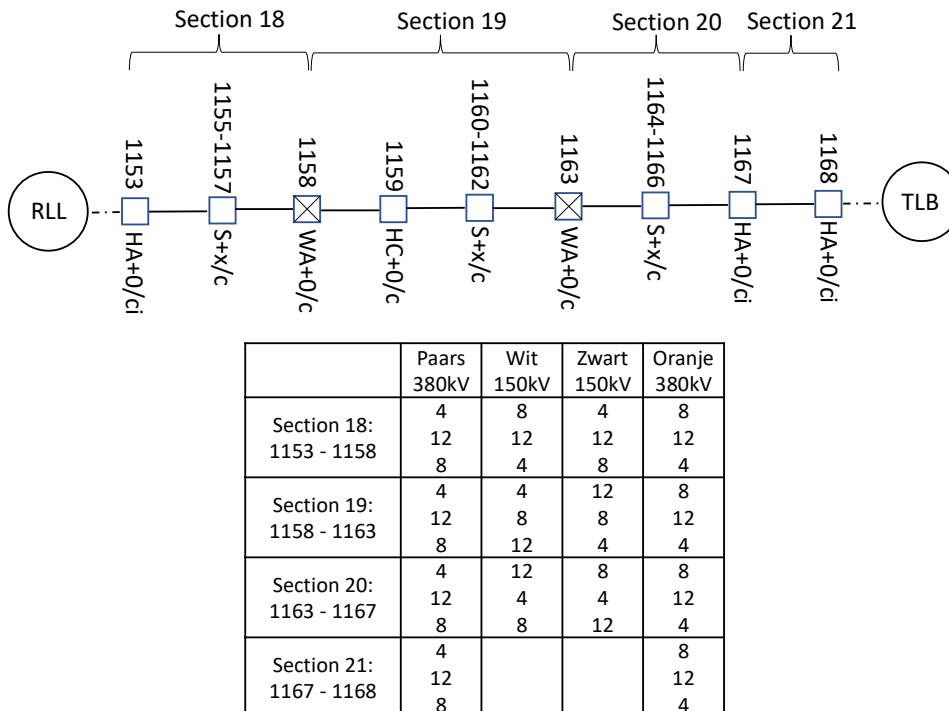 Section 18
Section 19
Section 20
Section 21
1153
1155-1157
1158
1159
1160-1162
1163
1164-1166
1167
1168
RLL
TLB
HA+0/ci
S+x/c
WA+0/c
HC+0/c
S+x/c
WA+0/c
S+x/c
HA+0/ci
HA+0/ci
Paars 380kV
Wit 150kV
Zwart 150kV
Oranje 380kV
Section 18:
1153 - 1158
4 8 4 8
12 12 12 12
8 4 8 4
Section 19:
1158 - 1163
4 4 12 8
12 8 8 12
8 12 4 4
Section 20:
1163 - 1167
4 12 8 8
12 4 4 12
8 8 12 4
Section 21:
1167 - 1168
4 8
12 12
8 4